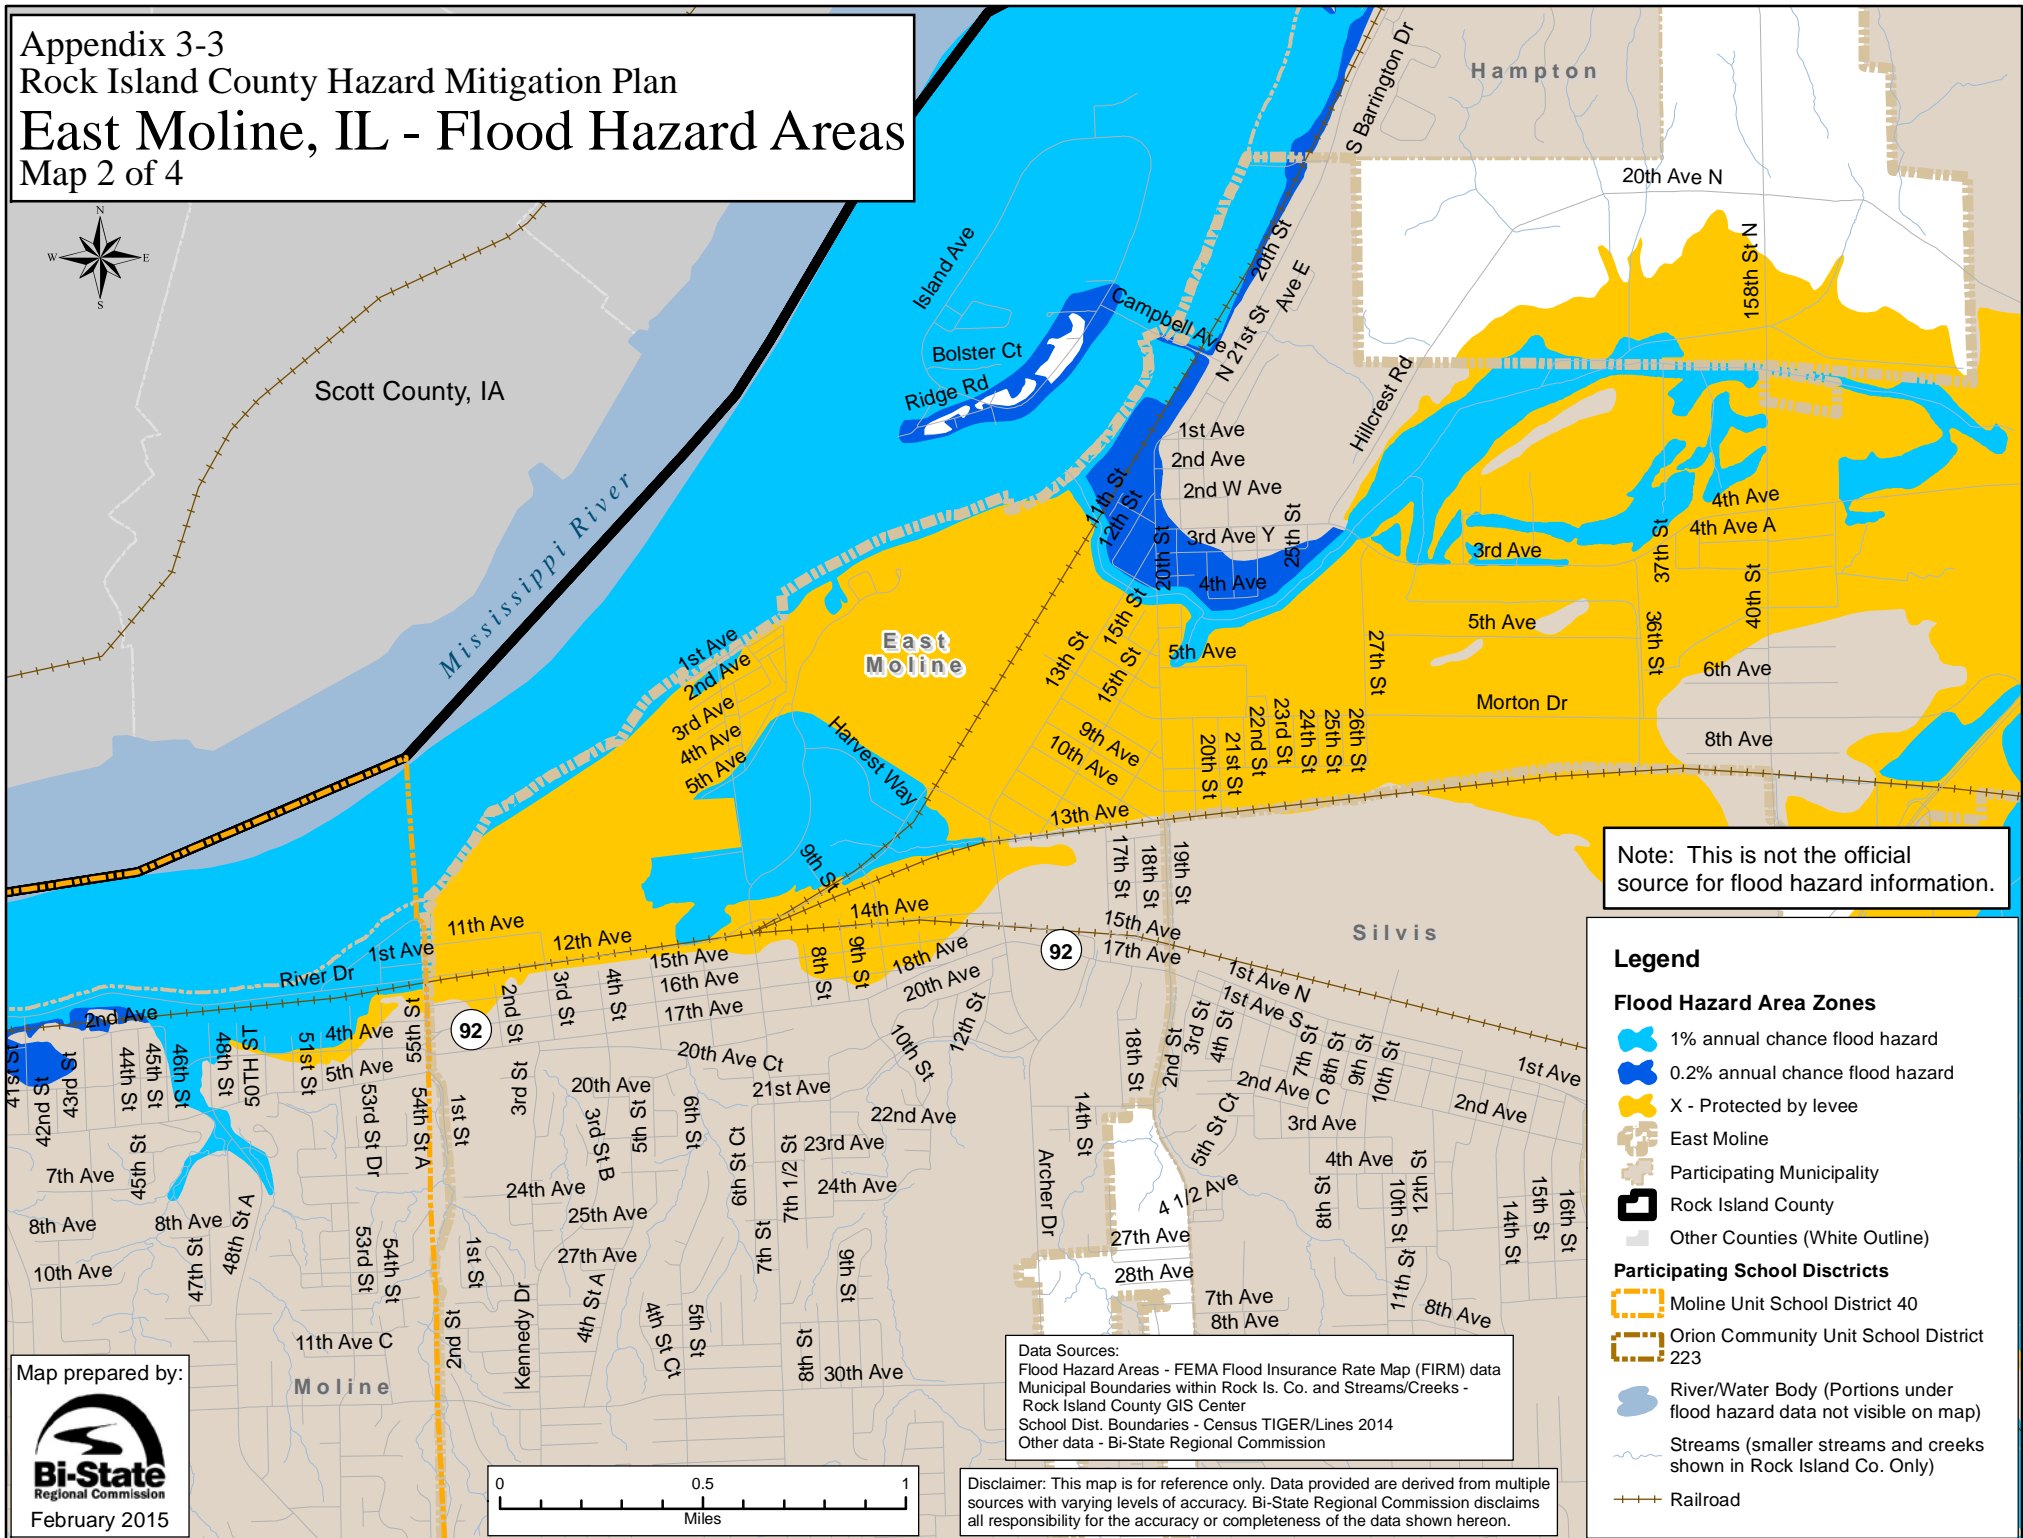 Appendix 3-3
Rock Island County Hazard Mitigation Plan
East Moline, IL - Flood Hazard Areas
Map 2 of 4
N
W
E
S
Scott County, IA
Mississippi River
Hampton
S Barrington Dr
20th Ave N
158th St N
Island Ave
20th St
Ave E
Campbell Ave
N 21st St
Bolster Ct
Ridge Rd
Hillcrest Rd
1st Ave
2nd Ave
2nd W Ave
11th St
12th St
20th St
3rd Ave Y
25th St
4th Ave
4th Ave
4th Ave A
3rd Ave
37th St
40th St
5th Ave
36th St
6th Ave
Morton Dr
8th Ave
East
Moline
1st Ave
2nd Ave
3rd Ave
4th Ave
5th Ave
Harvest Way
13th St
15th St
15th St
5th Ave
27th St
9th Ave
10th Ave
20th St
21st St
22nd St
23rd St
24th St
25th St
26th St
13th Ave
9th St
14th Ave
17th St
18th St
19th St
15th Ave
17th Ave
92
Silvis
11th Ave
12th Ave
1st Ave
River Dr
15th Ave
16th Ave
17th Ave
8th St
9th St
18th Ave
20th Ave
12th St
10th St
2nd St
3rd St
4th St
92
55th St
2nd Ave
4th Ave
5th Ave
41st St
42nd St
43rd St
44th St
45th St
46th St
48th St
50TH ST
51st St
53rd St Dr
54th St A
1st St
3rd St
20th Ave Ct
20th Ave
21st Ave
22nd Ave
3rd St B
5th St
6th St
6th St Ct
7th 1/2 St
23rd Ave
24th Ave
24th Ave
25th Ave
27th Ave
7th Ave
45th St
8th Ave
8th Ave
10th Ave
47th St
48th St A
53rd St
54th St
1st St
7th St
9th St
11th Ave C
2nd St
Kennedy Dr
4th St A
4th St Ct
5th St
8th St
30th Ave
Moline
14th St
18th St
Archer Dr
2nd St
3rd St
4th St
1st Ave N
1st Ave S
7th St
8th St
9th St
10th St
1st Ave
2nd Ave C
2nd Ave
3rd Ave
5th St Ct
4th Ave
4 1/2 Ave
8th St
10th St
12th St
11th St
14th St
15th St
16th St
27th Ave
28th Ave
7th Ave
8th Ave
8th Ave
Note: This is not the official
source for flood hazard information.
Legend
Flood Hazard Area Zones
1% annual chance flood hazard
0.2% annual chance flood hazard
X - Protected by levee
East Moline
Participating Municipality
Rock Island County
Other Counties (White Outline)
Participating School Disctricts
Moline Unit School District 40
Orion Community Unit School District
223
River/Water Body (Portions under
flood hazard data not visible on map)
Streams (smaller streams and creeks
shown in Rock Island Co. Only)
Railroad
Data Sources:
Flood Hazard Areas - FEMA Flood Insurance Rate Map (FIRM) data
Municipal Boundaries within Rock Is. Co. and Streams/Creeks -
Rock Island County GIS Center
School Dist. Boundaries - Census TIGER/Lines 2014
Other data - Bi-State Regional Commission
Disclaimer: This map is for reference only. Data provided are derived from multiple
sources with varying levels of accuracy. Bi-State Regional Commission disclaims
all responsibility for the accuracy or completeness of the data shown hereon.
0 0.5 1
Miles
Map prepared by:
Bi-State
Regional Commission
February 2015